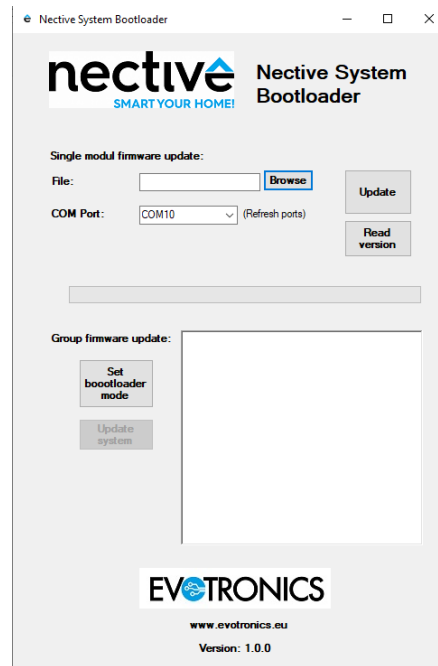 Nective System Bootloader
nective
SMART YOUR HOME!
Nective System
Bootloader
Single modul firmware update:
File:
Browse
Update
COM Port:
COM10
(Refresh ports)
Read
version
Group firmware update:
Set
boootloader
mode
Update
system
EVOTRONICS
www.evotronics.eu
Version: 1.0.0